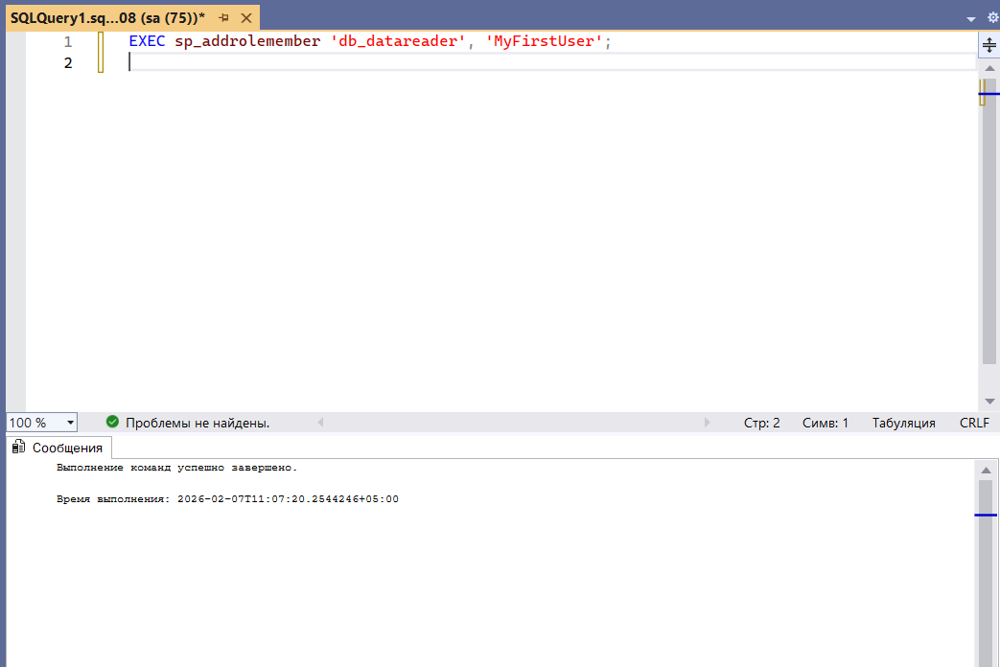 SQLQuery1.sq...08 (sa (75))*
1 EXEC sp_addrolemember 'db_datareader', 'MyFirstUser';
2
100 % Проблемы не найдены. Стр: 2 Симв: 1 Табуляция CRLF
Сообщения
Выполнение команд успешно завершено.
Время выполнения: 2026-02-07T11:07:20.2544246+05:00